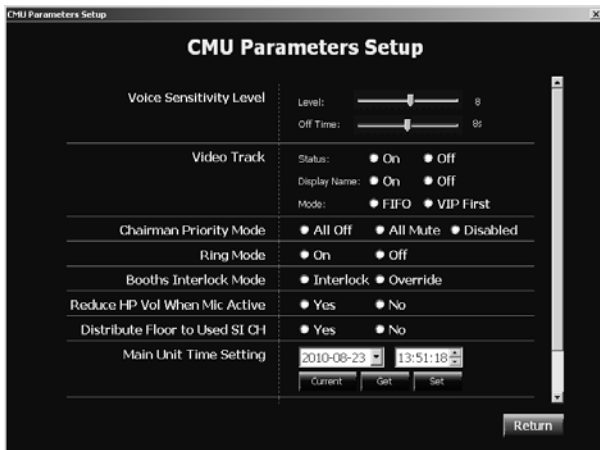 CMU Parameters Setup
CMU Parameters Setup
Voice Sensitivity Level
Level: 8
Off Time: 8s
Video Track Status: On Off
Display Name: On Off
Mode: FIFO VIP First
Chairman Priority Mode All Off All Mute Disabled
Ring Mode On Off
Booths Interlock Mode Interlock Override
Reduce HP Vol When Mic Active Yes No
Distribute Floor to Used SI CH Yes No
Main Unit Time Setting 2010-08-23 13:51:18
Current Get Set
Return